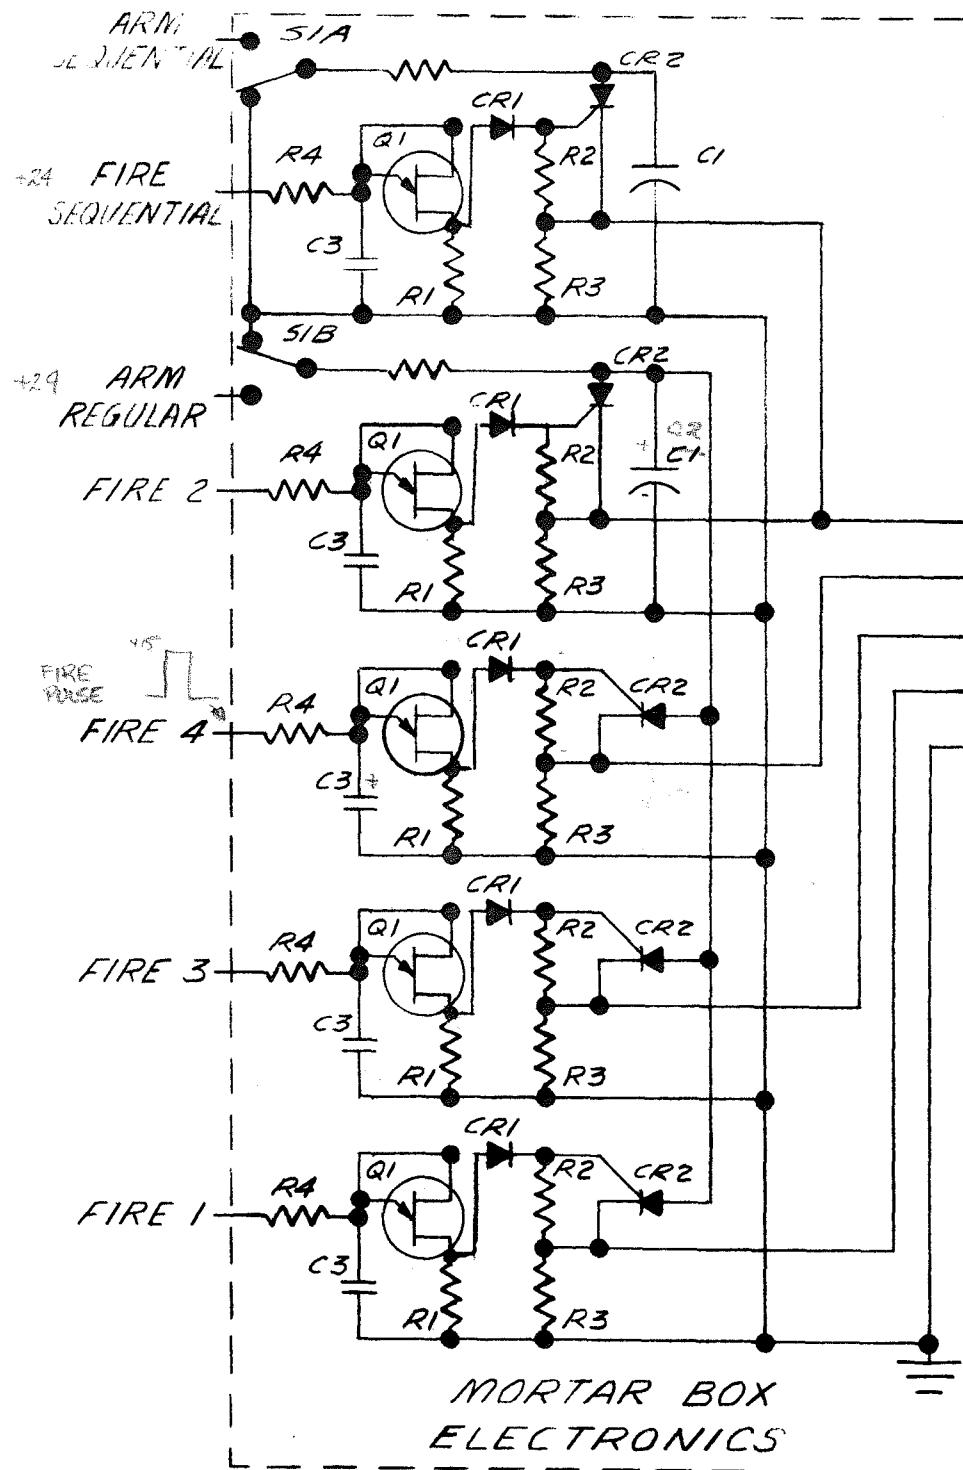 ARM
SEQUENTIAL
S1A
CR2
CR1
Q1
R4
R2
C1
+24 FIRE
SEQUENTIAL
C3
R1
R3
S1B
CR2
+24 ARM
REGULAR
CR1
Q1
R4
R2
C2
C1
FIRE 2
C3
R1
R3
+15
FIRE
PULSE
CR1
Q1
R4
R2
CR2
FIRE 4
C3
R1
R3
CR1
Q1
R4
R2
CR2
FIRE 3
C3
R1
R3
CR1
Q1
R4
R2
CR2
FIRE 1
C3
R1
R3
MORTAR BOX
ELECTRONICS